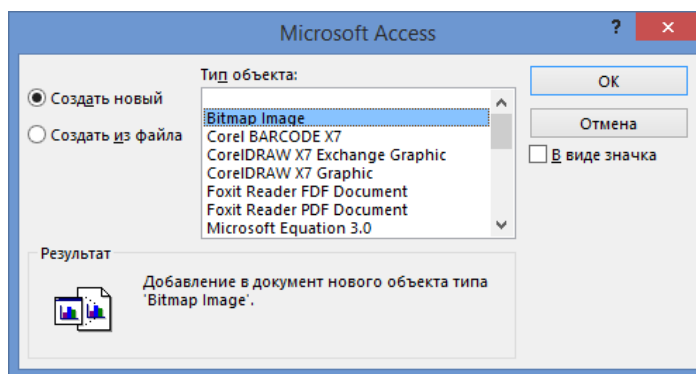 Microsoft Access
?
×
Тип объекта:
Создать новый
Создать из файла
Bitmap Image
Corel BARCODE X7
CorelDRAW X7 Exchange Graphic
CorelDRAW X7 Graphic
Foxit Reader FDF Document
Foxit Reader PDF Document
Microsoft Equation 3.0
ОК
Отмена
В виде значка
Результат
Добавление в документ нового объекта типа
'Bitmap Image'.